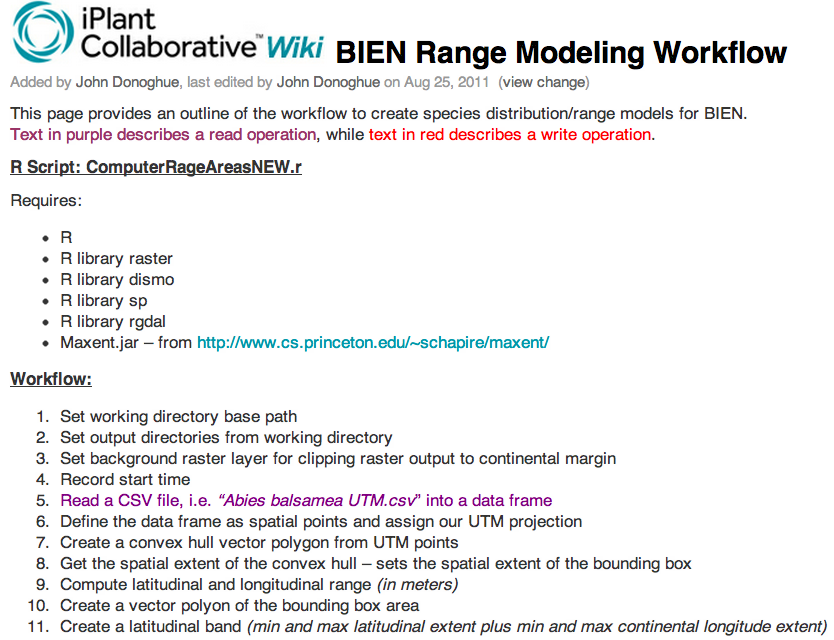 iPlant
Collaborative™ Wiki BIEN Range Modeling Workflow
Added by John Donoghue, last edited by John Donoghue on Aug 25, 2011 (view change)
This page provides an outline of the workflow to create species distribution/range models for BIEN.
Text in purple describes a read operation, while text in red describes a write operation.
R Script: ComputerRageAreasNEW.r
Requires:
• R
• R library raster
• R library dismo
• R library sp
• R library rgdal
• Maxent.jar – from http://www.cs.princeton.edu/~schapire/maxent/
Workflow:
1. Set working directory base path
2. Set output directories from working directory
3. Set background raster layer for clipping raster output to continental margin
4. Record start time
5. Read a CSV file, i.e. “Abies balsamea UTM.csv” into a data frame
6. Define the data frame as spatial points and assign our UTM projection
7. Create a convex hull vector polygon from UTM points
8. Get the spatial extent of the convex hull – sets the spatial extent of the bounding box
9. Compute latitudinal and longitudinal range (in meters)
10. Create a vector polyon of the bounding box area
11. Create a latitudinal band (min and max latitudinal extent plus min and max continental longitude extent)